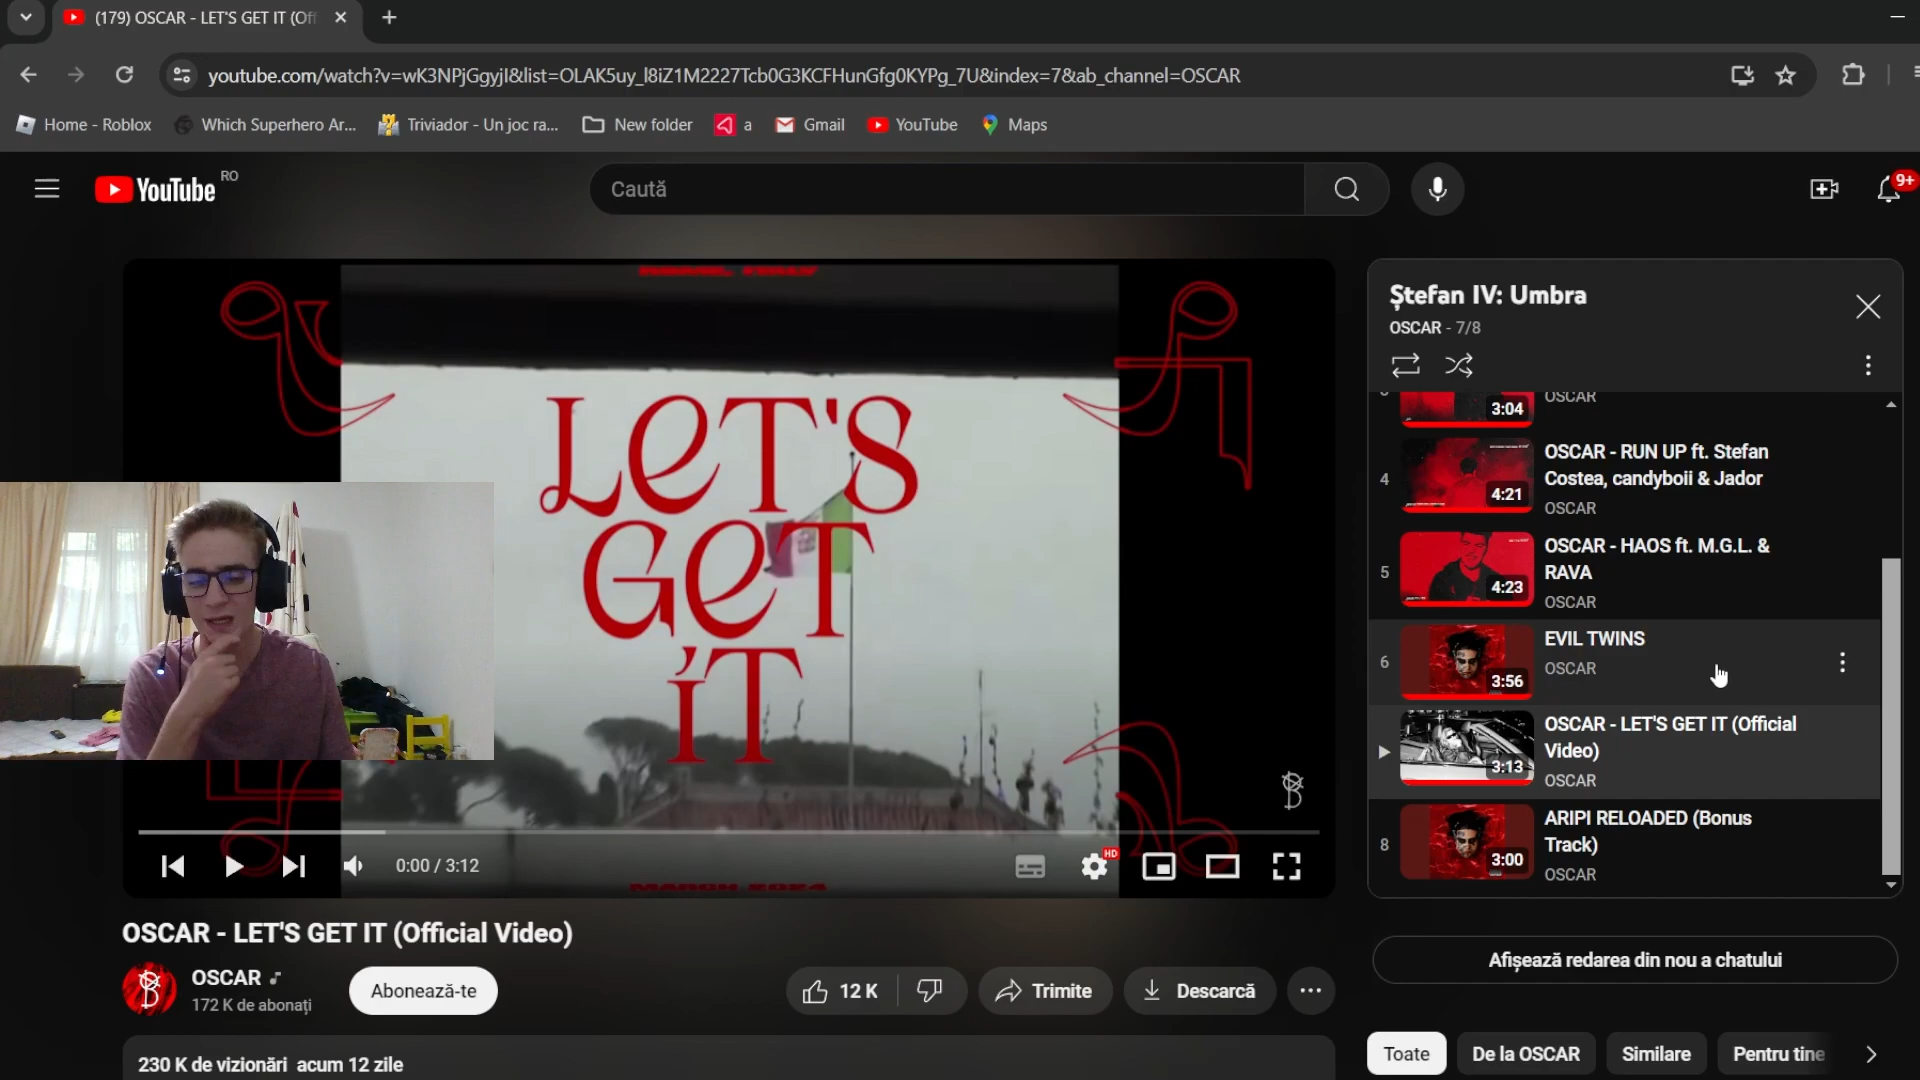 (179) OSCAR - LET'S GET IT (Off
youtube.com/watch?v=wK3NPjGgyjI&list=OLAK5uy_l8iZ1M2227Tcb0G3KCFHunGfg0KYPg_7U&index=7&ab_channel=OSCAR
Home - Roblox
Which Superhero Ar...
Triviador - Un joc ra...
New folder
a
Gmail
YouTube
Maps
YouTube RO
Caută
9+
LET'S
GET
IT
0:00 / 3:12
HD
Ștefan IV: Umbra
OSCAR - 7/8
3:04
OSCAR
4
4:21
OSCAR - RUN UP ft. Stefan
Costea, candyboii & Jador
OSCAR
5
4:23
OSCAR - HAOS ft. M.G.L. &
RAVA
OSCAR
6
3:56
EVIL TWINS
OSCAR
3:13
OSCAR - LET'S GET IT (Official
Video)
OSCAR
8
3:00
ARIPI RELOADED (Bonus
Track)
OSCAR
OSCAR - LET'S GET IT (Official Video)
OSCAR
172 K de abonați
Abonează-te
12 K
Trimite
Descarcă
230 K de vizionări acum 12 zile
Afișează redarea din nou a chatului
Toate
De la OSCAR
Similare
Pentru tine